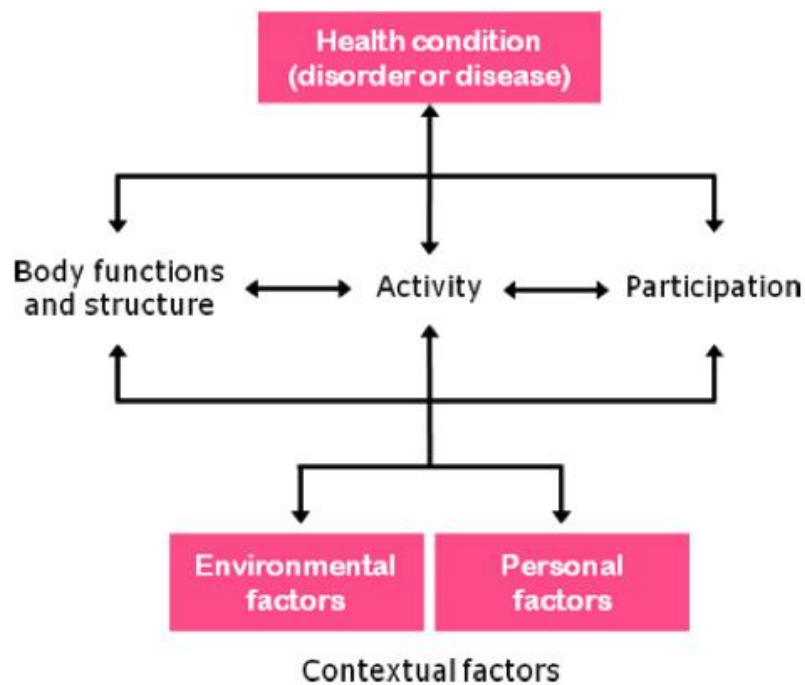 Health condition
(disorder or disease)
Body functions
and structure
Activity
Participation
Environmental
factors
Personal
factors
Contextual factors